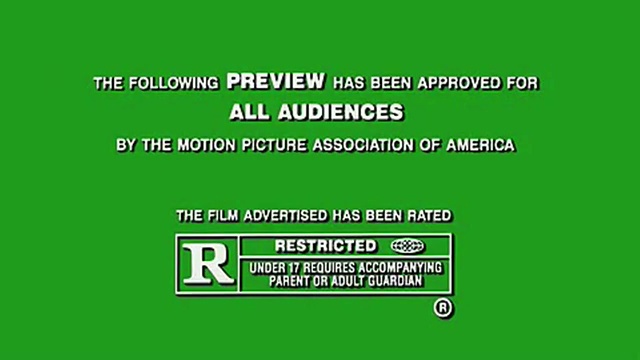 THE FOLLOWING PREVIEW HAS BEEN APPROVED FOR
ALL AUDIENCES
BY THE MOTION PICTURE ASSOCIATION OF AMERICA
THE FILM ADVERTISED HAS BEEN RATED
R RESTRICTED
UNDER 17 REQUIRES ACCOMPANYING
PARENT OR ADULT GUARDIAN
®